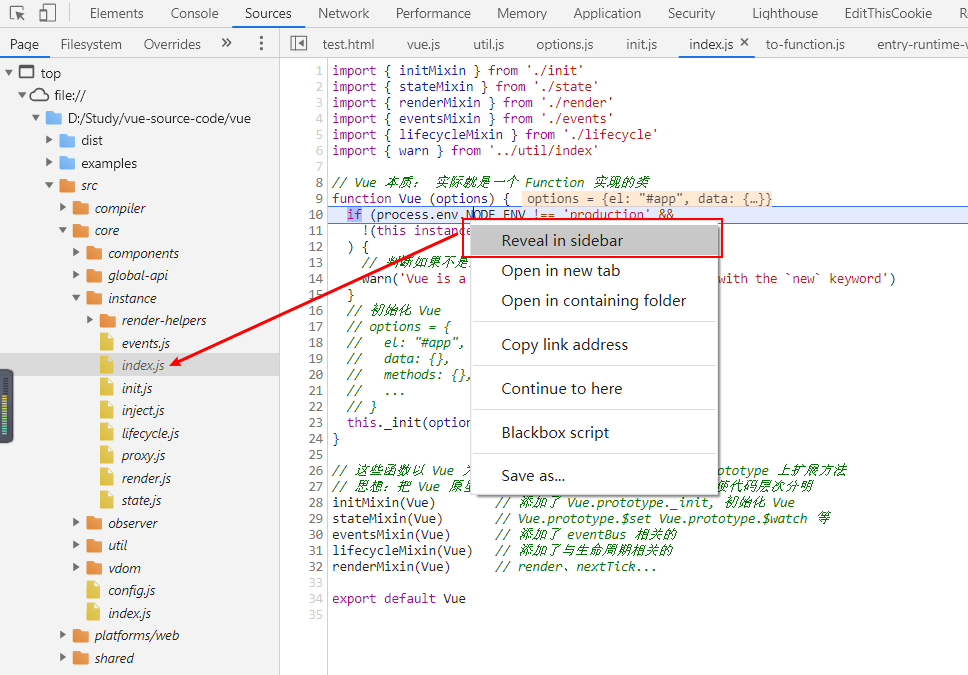 Elements Console Sources Network Performance Memory Application Security Lighthouse EditThisCookie
Page Filesystem Overrides » test.html vue.js util.js options.js init.js index.js × to-function.js entry-runtime-w
top
file://
D:/Study/vue-source-code/vue
dist
examples
src
compiler
core
components
global-api
instance
render-helpers
events.js
index.js
init.js
inject.js
lifecycle.js
proxy.js
render.js
state.js
observer
util
vdom
config.js
index.js
platforms/web
shared
1 import { initMixin } from './init'
2 import { stateMixin } from './state'
3 import { renderMixin } from './render'
4 import { eventsMixin } from './events'
5 import { lifecycleMixin } from './lifecycle'
6 import { warn } from '../util/index'
7
8 // Vue 本质: 实际就是一个 Function 实现的类
9 function Vue (options) { options = {el: "#app", data: {…}}
10 if (process.env.NODE_ENV !== 'production' &&
11 !(this instance
12 ) {
13 // 判断如果不是
14 warn('Vue is a with the `new` keyword')
15 }
16 // 初始化 Vue
17 // options = {
18 // el: "#app",
19 // data: {},
20 // methods: {},
21 // ...
22 // }
23 this._init(option
24 }
25
26 // 这些函数以 Vue ototype 上扩展方法
27 // 思想: 把 Vue 原 代码层次分明
28 initMixin(Vue) // 添加了 Vue.prototype._init, 初始化 Vue
29 stateMixin(Vue) // Vue.prototype.$set Vue.prototype.$watch 等
30 eventsMixin(Vue) // 添加了 eventBus 相关的
31 lifecycleMixin(Vue) // 添加了与生命周期相关的
32 renderMixin(Vue) // render、nextTick...
33
34 export default Vue
35
Reveal in sidebar
Open in new tab
Open in containing folder
Copy link address
Continue to here
Blackbox script
Save as...